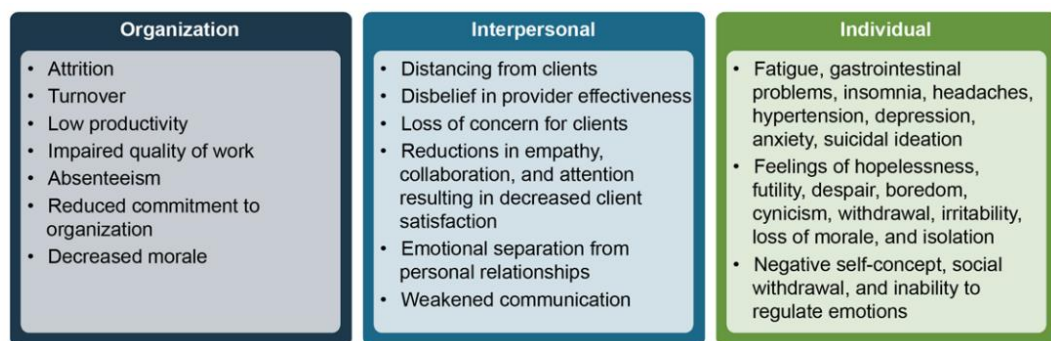 Organization
• Attrition
• Turnover
• Low productivity
• Impaired quality of work
• Absenteeism
• Reduced commitment to
organization
• Decreased morale
Interpersonal
• Distancing from clients
• Disbelief in provider effectiveness
• Loss of concern for clients
• Reductions in empathy,
collaboration, and attention
resulting in decreased client
satisfaction
• Emotional separation from
personal relationships
• Weakened communication
Individual
• Fatigue, gastrointestinal
problems, insomnia, headaches,
hypertension, depression,
anxiety, suicidal ideation
• Feelings of hopelessness,
futility, despair, boredom,
cynicism, withdrawal, irritability,
loss of morale, and isolation
• Negative self-concept, social
withdrawal, and inability to
regulate emotions